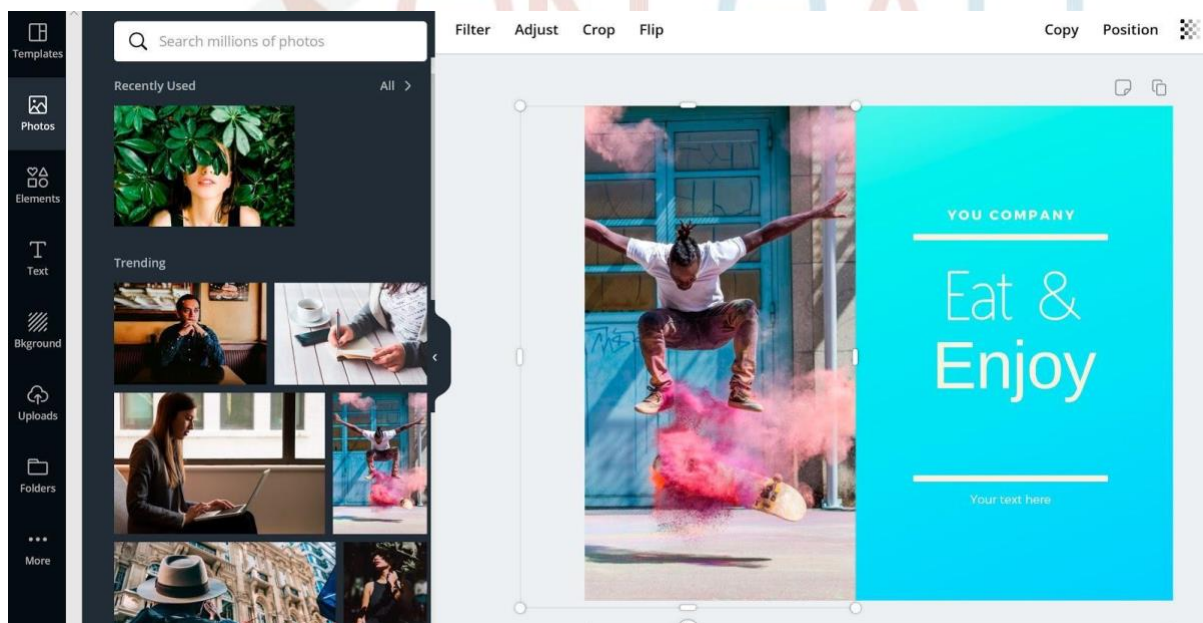 Templates
Photos
Elements
Text
Bkground
Uploads
Folders
More
Search millions of photos
Recently Used
All >
Trending
Filter
Adjust
Crop
Flip
Copy
Position
YOU COMPANY
Eat &
Enjoy
Your text here